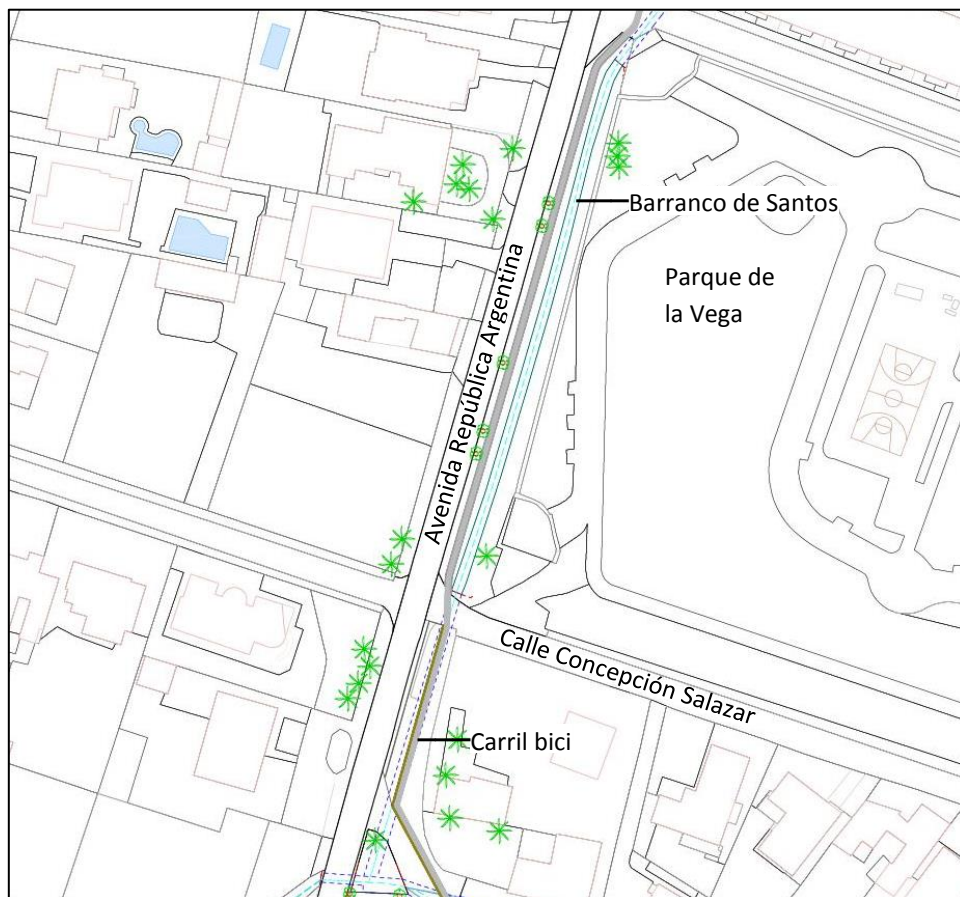 Barranco de Santos
Parque de
la Vega
Avenida República Argentina
Calle Concepción Salazar
Carril bici